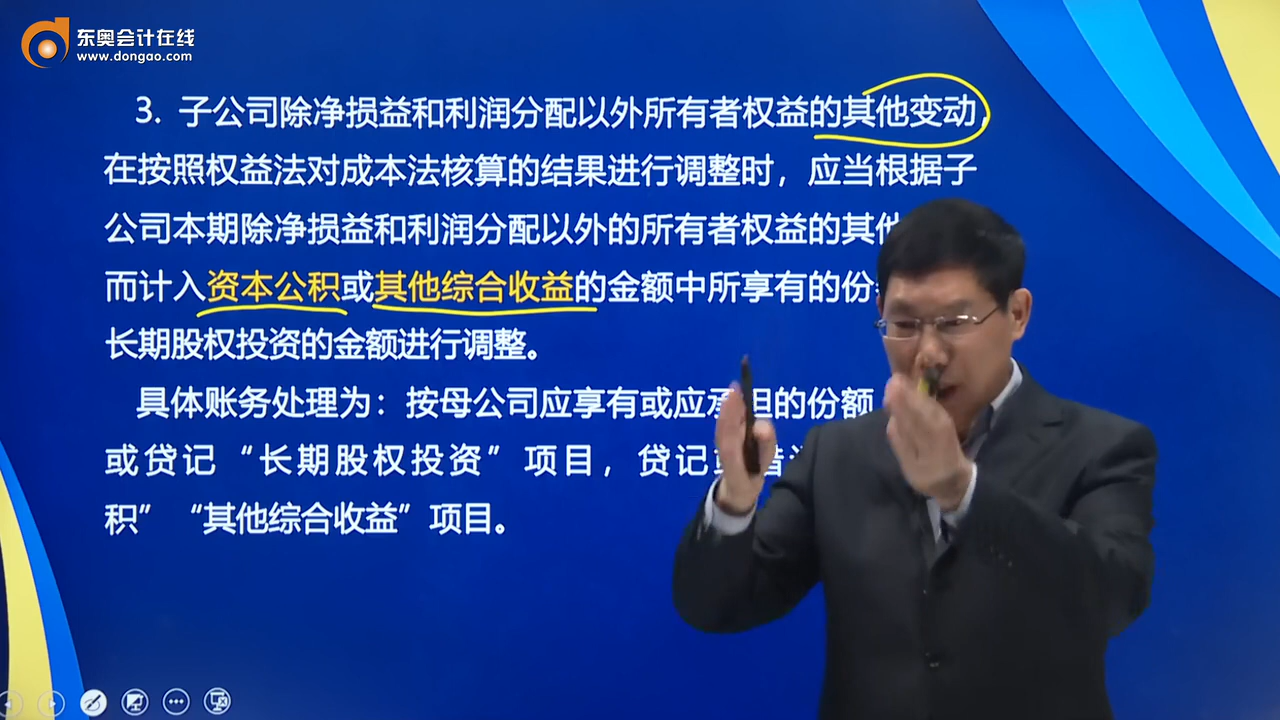 东奥会计在线
www.dongao.com
3. 子公司除净损益和利润分配以外所有者权益的其他变动，
在按照权益法对成本法核算的结果进行调整时，应当根据子
公司本期除净损益和利润分配以外的所有者权益的其他
而计入资本公积或其他综合收益的金额中所享有的份
长期股权投资的金额进行调整。
具体账务处理为：按母公司应享有或应承担的份额
或贷记“长期股权投资”项目，贷记
积”“其他综合收益”项目。